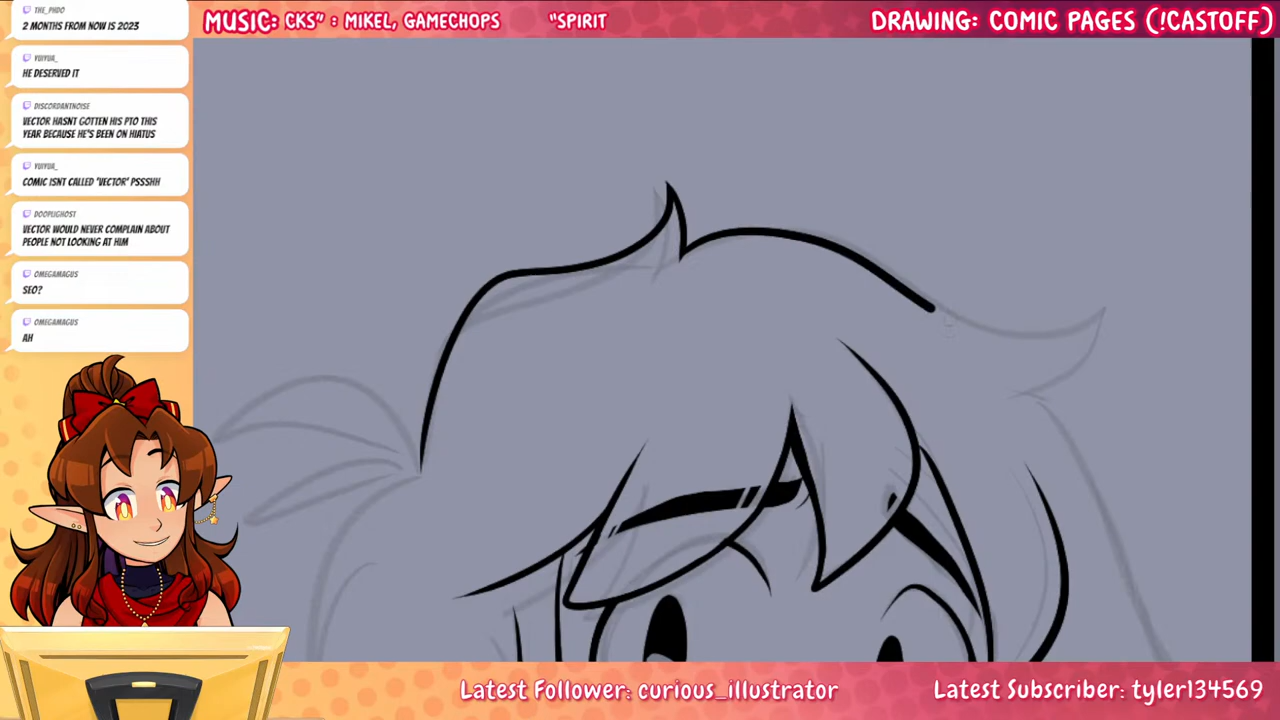 THE_PHDO
2 MONTHS FROM NOW IS 2023
YUIYUA_
HE DESERVED IT
DISCORDANTNOISE
VECTOR HASNT GOTTEN HIS PTO THIS
YEAR BECAUSE HE'S BEEN ON HIATUS
YUIYUA_
COMIC ISNT CALLED 'VECTOR' PSSSHH
DOOPLIGHOST
VECTOR WOULD NEVER COMPLAIN ABOUT
PEOPLE NOT LOOKING AT HIM
OMEGAMAGUS
SEO?
OMEGAMAGUS
AH
MUSIC: CKS" : MIKEL, GAMECHOPS "SPIRIT
DRAWING: COMIC PAGES (!CASTOFF)
Latest Follower: curious_illustrator
Latest Subscriber: tyler134569